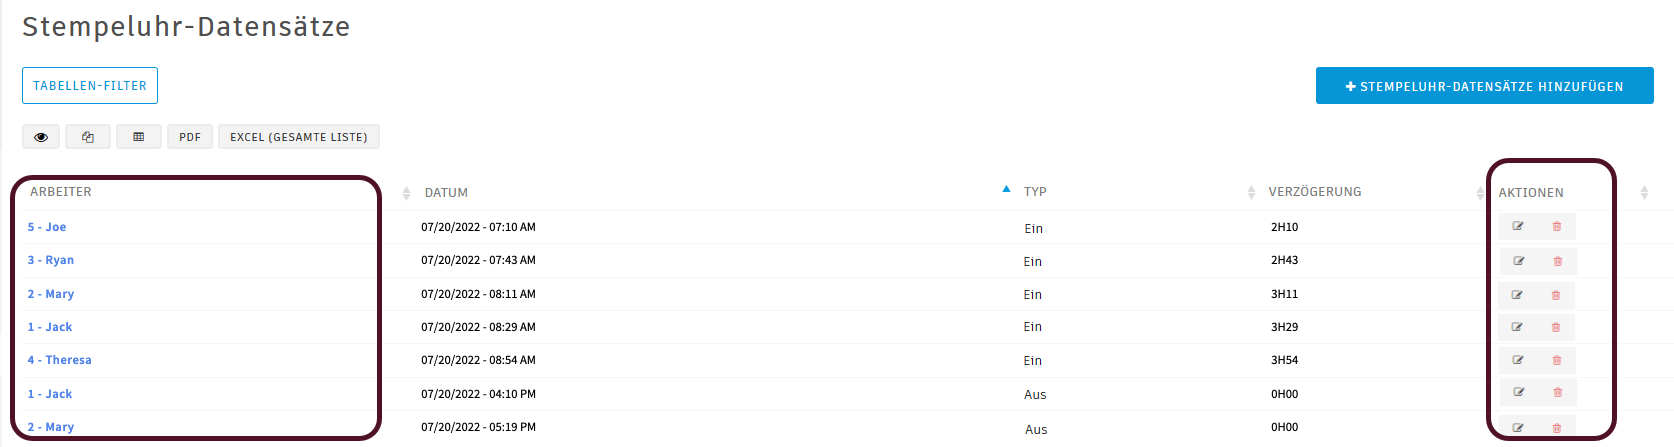 Stempeluhr-Datensätze
TABELLEN-FILTER
STEMPELUHR-DATENSÄTZE HINZUFÜGEN
PDF EXCEL (GESAMTE LISTE)
ARBEITER DATUM TYP VERZÖGERUNG AKTIONEN
5 - Joe 07/20/2022 - 07:10 AM Ein 2H10
3 - Ryan 07/20/2022 - 07:43 AM Ein 2H43
2 - Mary 07/20/2022 - 08:11 AM Ein 3H11
1 - Jack 07/20/2022 - 08:29 AM Ein 3H29
4 - Theresa 07/20/2022 - 08:54 AM Ein 3H54
1 - Jack 07/20/2022 - 04:10 PM Aus 0H00
2 - Mary 07/20/2022 - 05:19 PM Aus 0H00